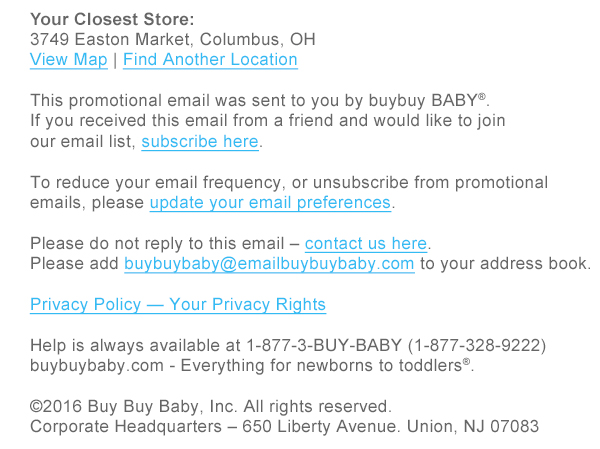 Your Closest Store:
3749 Easton Market, Columbus, OH
View Map | Find Another Location
This promotional email was sent to you by buybuy BABY®.
If you received this email from a friend and would like to join
our email list, subscribe here.
To reduce your email frequency, or unsubscribe from promotional
emails, please update your email preferences.
Please do not reply to this email – contact us here.
Please add buybuybaby@emailbuybuybaby.com to your address book.
Privacy Policy — Your Privacy Rights
Help is always available at 1-877-3-BUY-BABY (1-877-328-9222)
buybuybaby.com - Everything for newborns to toddlers®.
©2016 Buy Buy Baby, Inc. All rights reserved.
Corporate Headquarters – 650 Liberty Avenue. Union, NJ 07083